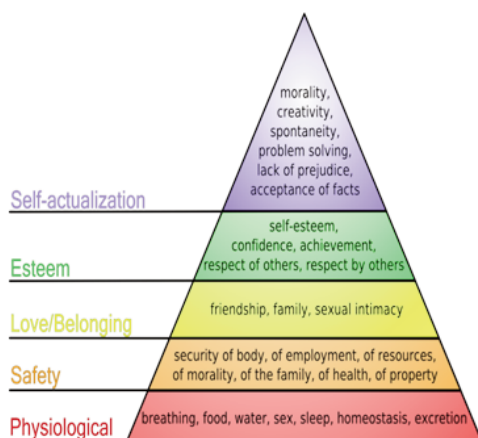 morality,
creativity,
spontaneity,
problem solving,
lack of prejudice,
acceptance of facts
Self-actualization
self-esteem,
confidence, achievement,
respect of others, respect by others
Esteem
friendship, family, sexual intimacy
Love/Belonging
security of body, of employment, of resources,
of morality, of the family, of health, of property
Safety
breathing, food, water, sex, sleep, homeostasis, excretion
Physiological